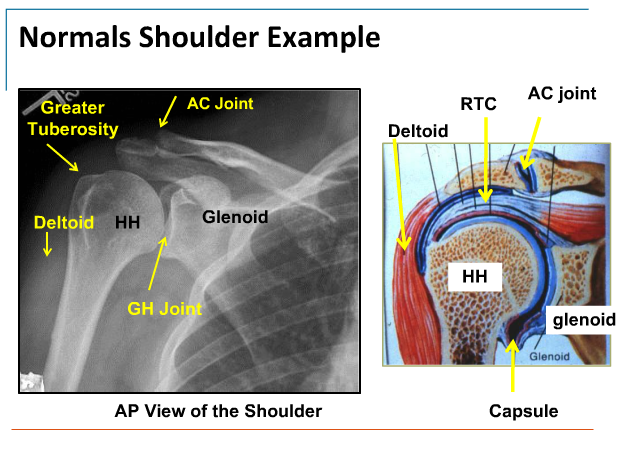 Normals Shoulder Example
Greater
Tuberosity
AC Joint
Deltoid
HH
Glenoid
GH Joint
AP View of the Shoulder
RTC
AC joint
Deltoid
HH
glenoid
Glenoid
Capsule